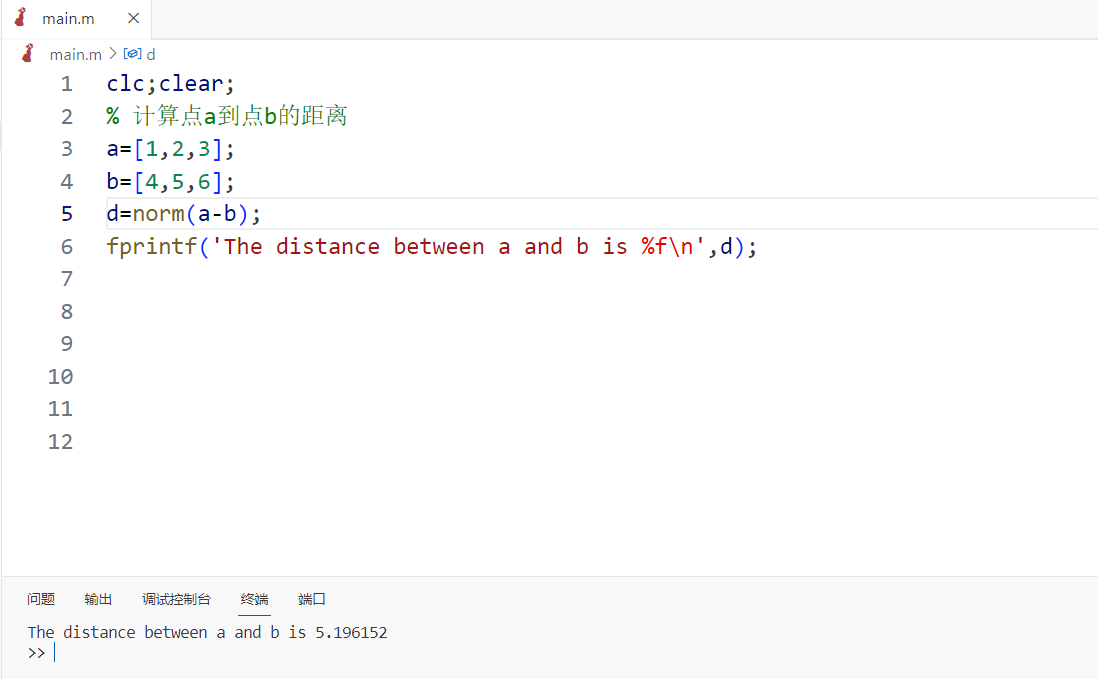 main.m
main.m > d
1 clc;clear;
2 % 计算点a到点b的距离
3 a=[1,2,3];
4 b=[4,5,6];
5 d=norm(a-b);
6 fprintf('The distance between a and b is %f\n',d);
7
8
9
10
11
12
问题 输出 调试控制台 终端 端口
The distance between a and b is 5.196152
>>